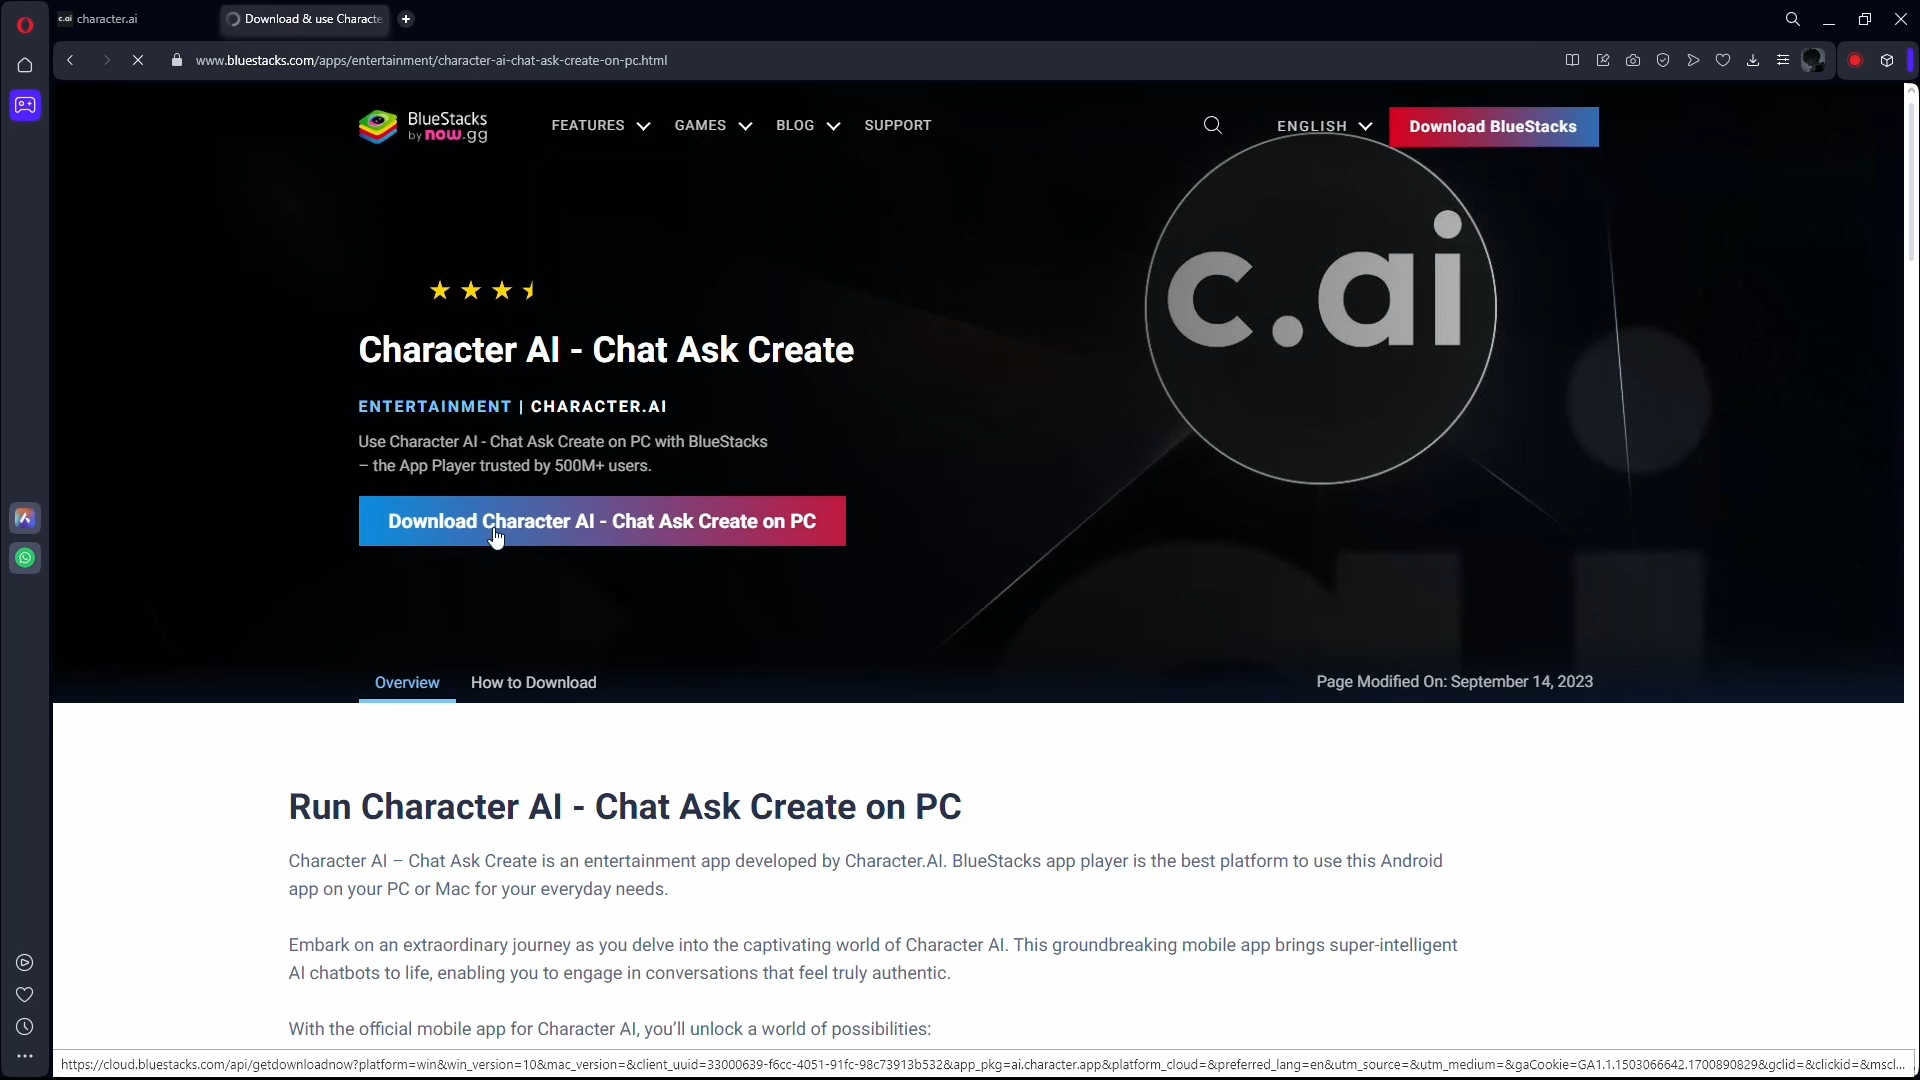 c.ai character.ai
Download & use Characte
www.bluestacks.com/apps/entertainment/character-ai-chat-ask-create-on-pc.html
BlueStacks
by now.gg
FEATURES
GAMES
BLOG
SUPPORT
ENGLISH
Download BlueStacks
c.ai
Character AI - Chat Ask Create
ENTERTAINMENT | CHARACTER.AI
Use Character AI - Chat Ask Create on PC with BlueStacks
– the App Player trusted by 500M+ users.
Download Character AI - Chat Ask Create on PC
Overview
How to Download
Page Modified On: September 14, 2023
Run Character AI - Chat Ask Create on PC
Character AI – Chat Ask Create is an entertainment app developed by Character.AI. BlueStacks app player is the best platform to use this Android
app on your PC or Mac for your everyday needs.
Embark on an extraordinary journey as you delve into the captivating world of Character AI. This groundbreaking mobile app brings super-intelligent
AI chatbots to life, enabling you to engage in conversations that feel truly authentic.
With the official mobile app for Character AI, you'll unlock a world of possibilities:
https://cloud.bluestacks.com/api/getdownloadnow?platform=win&win_version=10&mac_version=&client_uuid=33000639-f6cc-4051-91fc-98c73913b532&app_pkg=ai.character.app&platform_cloud=&preferred_lang=en&utm_source=&utm_medium=&gaCookie=GA1.1.1503066642.1700890829&gclid=&clickid=&mscl...